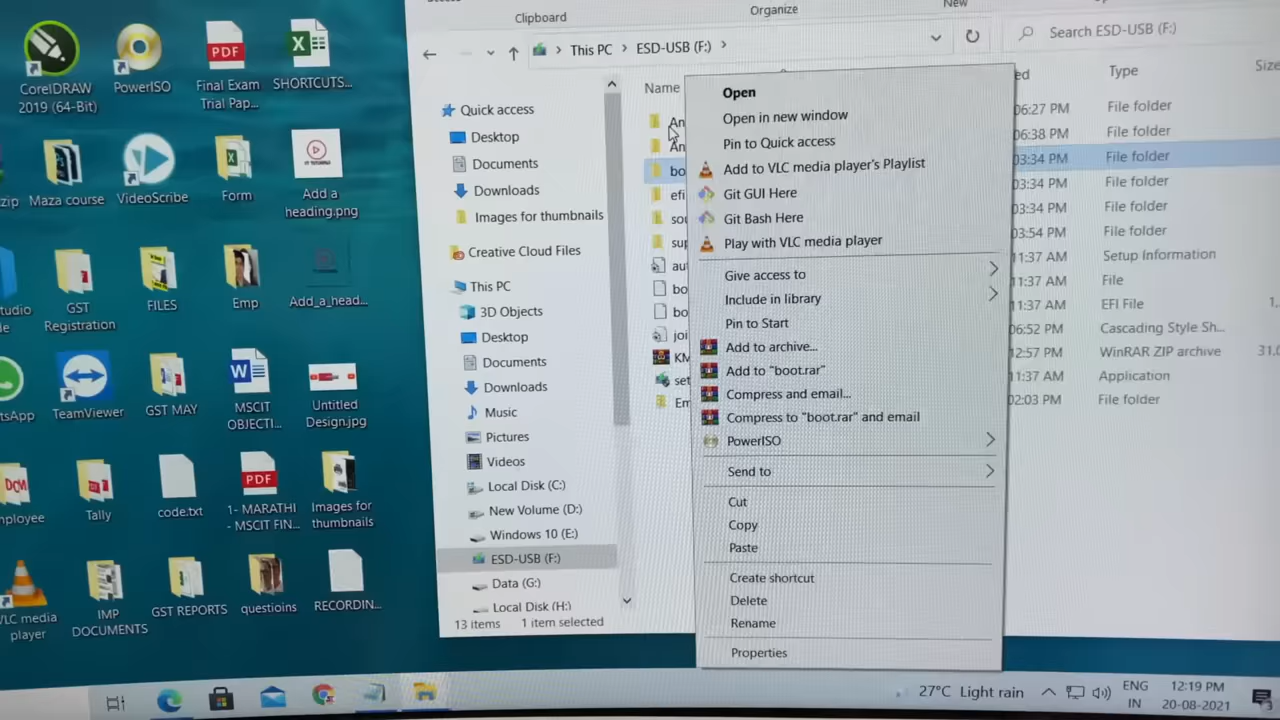 Clipboard
Organize
New
This PC > ESD-USB (F:) >
Search ESD-USB (F:)
CorelDRAW
2019 (64-Bit)
PowerISO
Final Exam
Trial Pap...
SHORTCUTS...
zip
Maza course
VideoScribe
Form
Add a
heading.png
GST
Registration
FILES
Emp
Add_a_head...
TeamViewer
GST MAY
MSCIT
OBJECTI...
Untitled
Design.jpg
Tally
code.txt
1- MARATHI
- MSCIT FIN...
Images for
thumbnails
VLC media
player
IMP
DOCUMENTS
GST REPORTS
questioins
RECORDIN...
Quick access
Desktop
Documents
Downloads
Images for thumbnails
Creative Cloud Files
This PC
3D Objects
Desktop
Documents
Downloads
Music
Pictures
Videos
Local Disk (C:)
New Volume (D:)
Windows 10 (E:)
ESD-USB (F:)
Data (G:)
Local Disk (H:)
13 items 1 item selected
Name
Open
Open in new window
Pin to Quick access
Add to VLC media player's Playlist
Git GUI Here
Git Bash Here
Play with VLC media player
Give access to
Include in library
Pin to Start
Add to archive...
Add to "boot.rar"
Compress and email...
Compress to "boot.rar" and email
PowerISO
Send to
Cut
Copy
Paste
Create shortcut
Delete
Rename
Properties
Type
Size
06:27 PM File folder
06:38 PM File folder
03:34 PM File folder
03:34 PM File folder
03:34 PM File folder
03:54 PM File folder
11:37 AM Setup Information
11:37 AM File
11:37 AM EFI File
06:52 PM Cascading Style Sh...
12:57 PM WinRAR ZIP archive
11:37 AM Application
02:03 PM File folder
27°C Light rain
ENG
IN
12:19 PM
20-08-2021